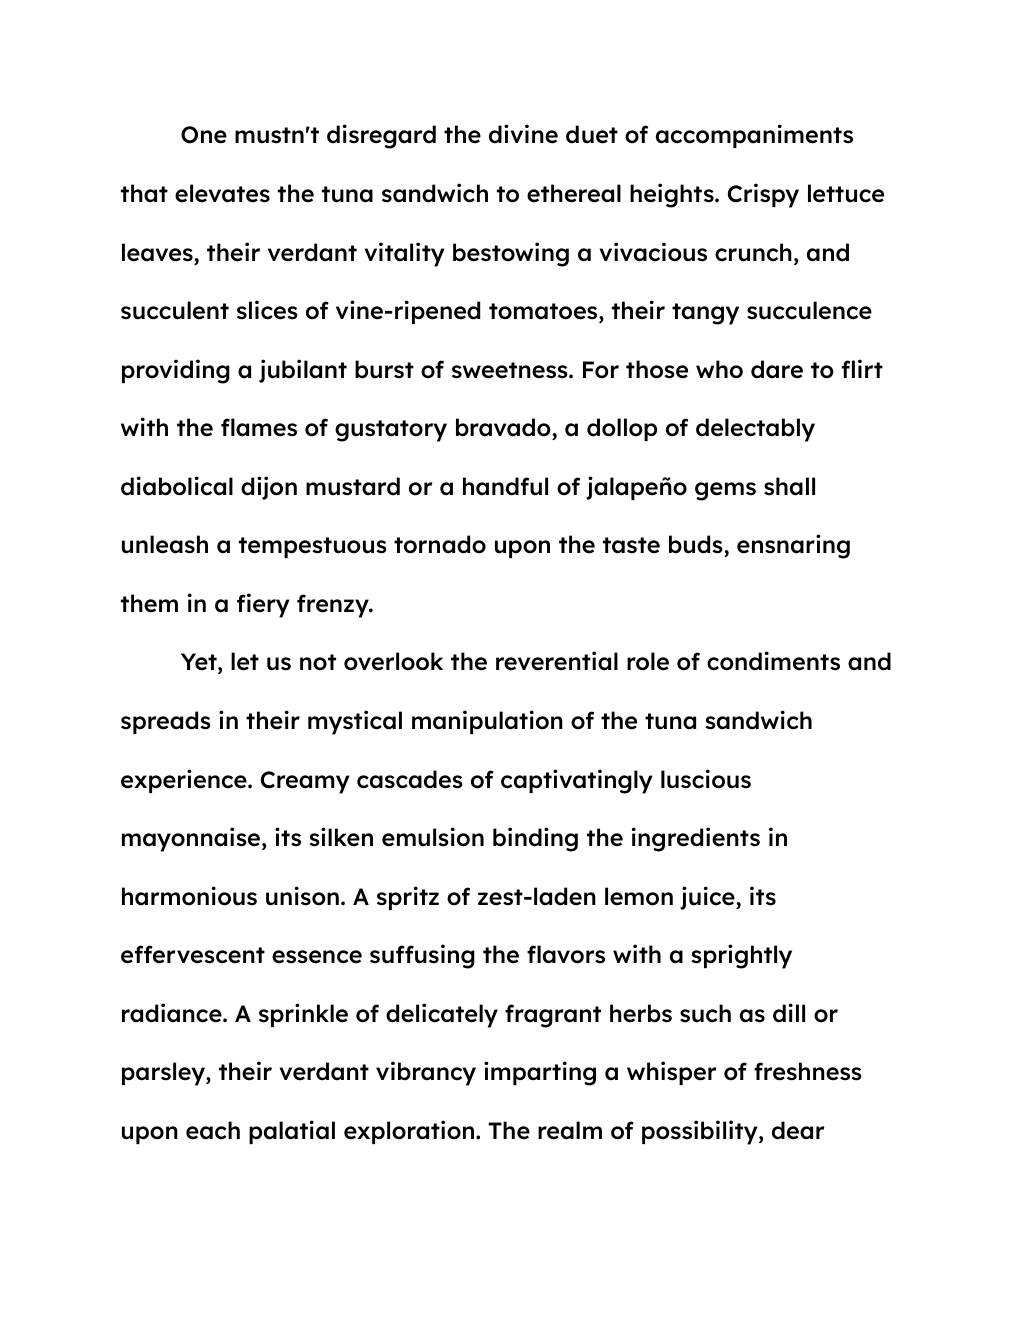 One mustn't disregard the divine duet of accompaniments
that elevates the tuna sandwich to ethereal heights. Crispy lettuce
leaves, their verdant vitality bestowing a vivacious crunch, and
succulent slices of vine-ripened tomatoes, their tangy succulence
providing a jubilant burst of sweetness. For those who dare to flirt
with the flames of gustatory bravado, a dollop of delectably
diabolical dijon mustard or a handful of jalapeño gems shall
unleash a tempestuous tornado upon the taste buds, ensnaring
them in a fiery frenzy.
Yet, let us not overlook the reverential role of condiments and
spreads in their mystical manipulation of the tuna sandwich
experience. Creamy cascades of captivatingly luscious
mayonnaise, its silken emulsion binding the ingredients in
harmonious unison. A spritz of zest-laden lemon juice, its
effervescent essence suffusing the flavors with a sprightly
radiance. A sprinkle of delicately fragrant herbs such as dill or
parsley, their verdant vibrancy imparting a whisper of freshness
upon each palatial exploration. The realm of possibility, dear